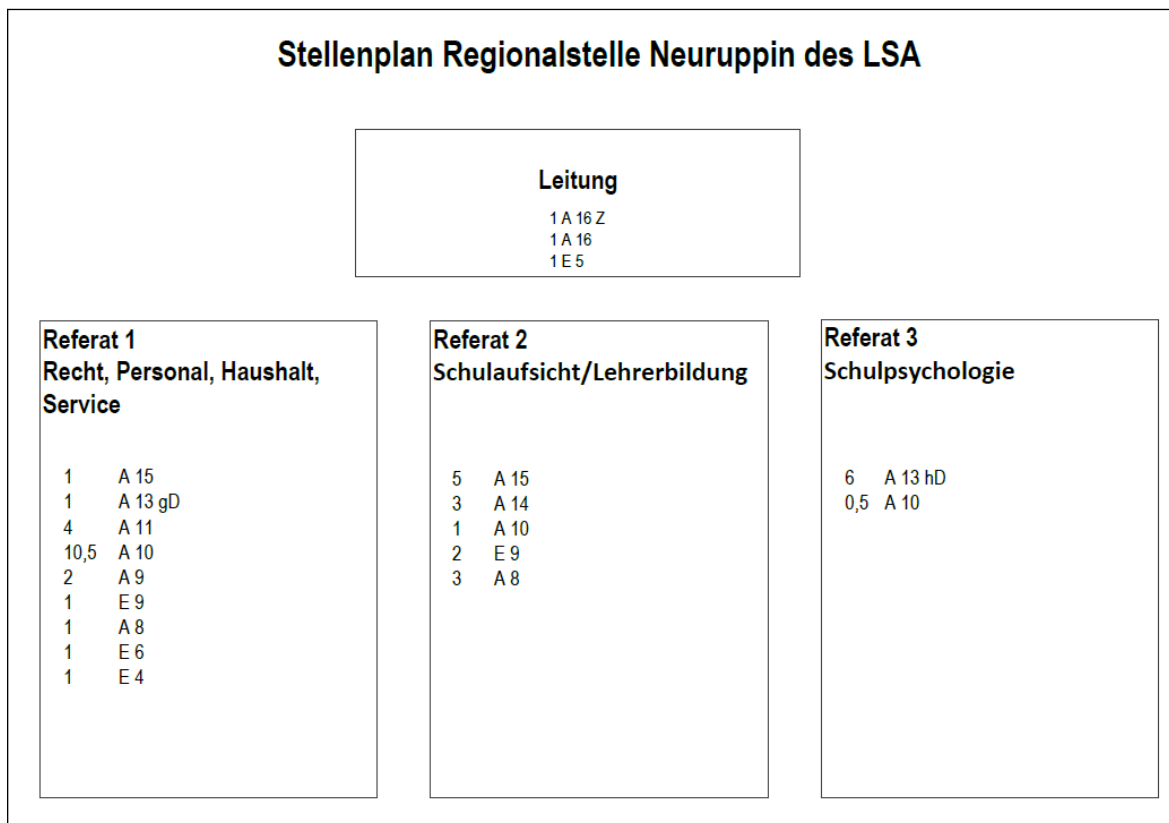 Stellenplan Regionalstelle Neuruppin des LSA
Leitung
1 A 16 Z
1 A 16
1 E 5
Referat 1
Recht, Personal, Haushalt,
Service
1 A 15
1 A 13 gD
4 A 11
10,5 A 10
2 A 9
1 E 9
1 A 8
1 E 6
1 E 4
Referat 2
Schulaufsicht/Lehrerbildung
5 A 15
3 A 14
1 A 10
2 E 9
3 A 8
Referat 3
Schulpsychologie
6 A 13 hD
0,5 A 10